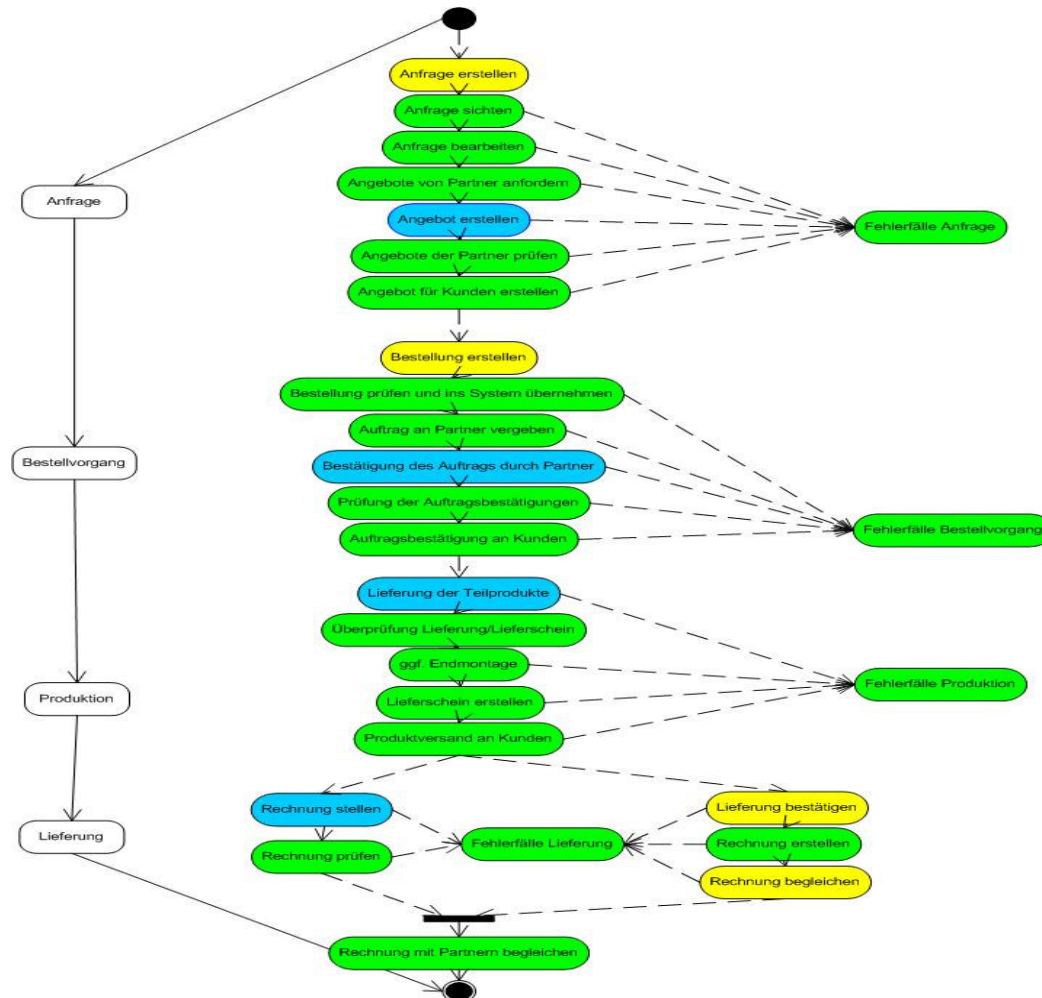 Anfrage erstellen
Anfrage sichten
Anfrage bearbeiten
Angebote von Partner anfordern
Anfrage
Angebot erstellen
Fehlerfälle Anfrage
Angebote der Partner prüfen
Angebot für Kunden erstellen
Bestellung erstellen
Bestellung prüfen und ins System übernehmen
Auftrag an Partner vergeben
Bestellvorgang
Bestätigung des Auftrags durch Partner
Prüfung der Auftragsbestätigungen
Fehlerfälle Bestellvorgang
Auftragsbestätigung an Kunden
Lieferung der Teilprodukte
Überprüfung Lieferung/Lieferschein
ggf. Endmontage
Fehlerfälle Produktion
Produktion
Lieferschein erstellen
Produktversand an Kunden
Rechnung stellen
Lieferung bestätigen
Lieferung
Fehlerfälle Lieferung
Rechnung erstellen
Rechnung prüfen
Rechnung begleichen
Rechnung mit Partnern begleichen